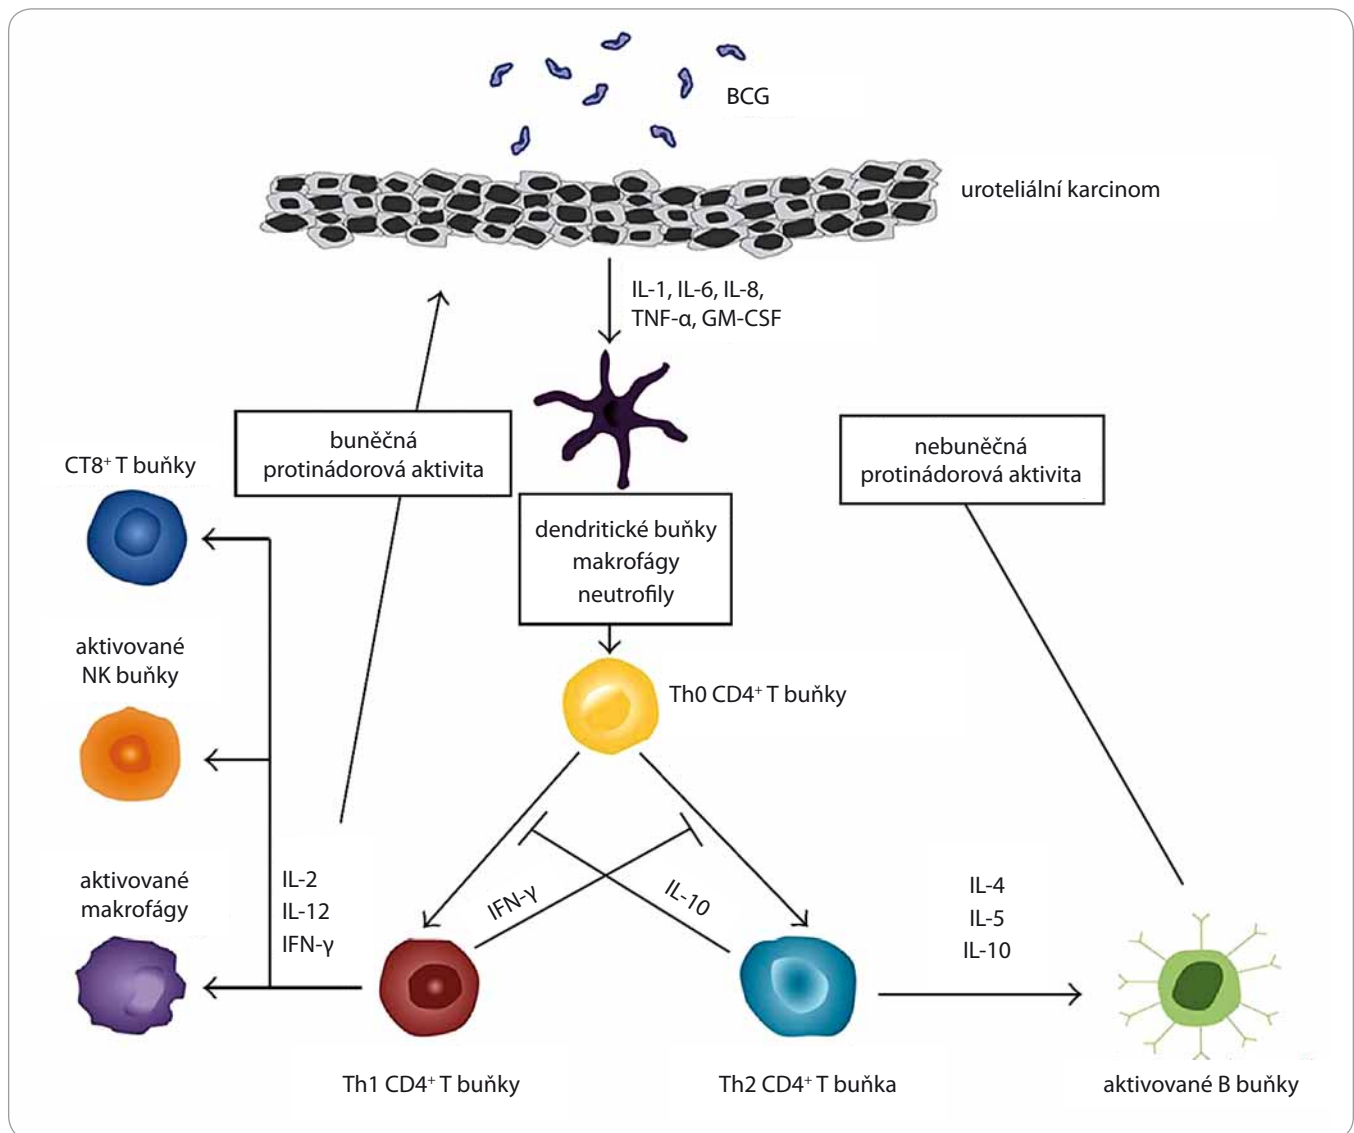 BCG
uroteliální karcinom
IL-1, IL-6, IL-8,
TNF-α, GM-CSF
buněčná
protinádorová aktivita
nebuněčná
protinádorová aktivita
CT8⁺ T buňky
dendritické buňky
makrofágy
neutrofily
aktivované
NK buňky
Th0 CD4⁺ T buňky
aktivované
makrofágy
IL-2
IL-12
IFN-γ
IFN-γ
IL-10
IL-4
IL-5
IL-10
Th1 CD4⁺ T buňky
Th2 CD4⁺ T buňka
aktivované B buňky